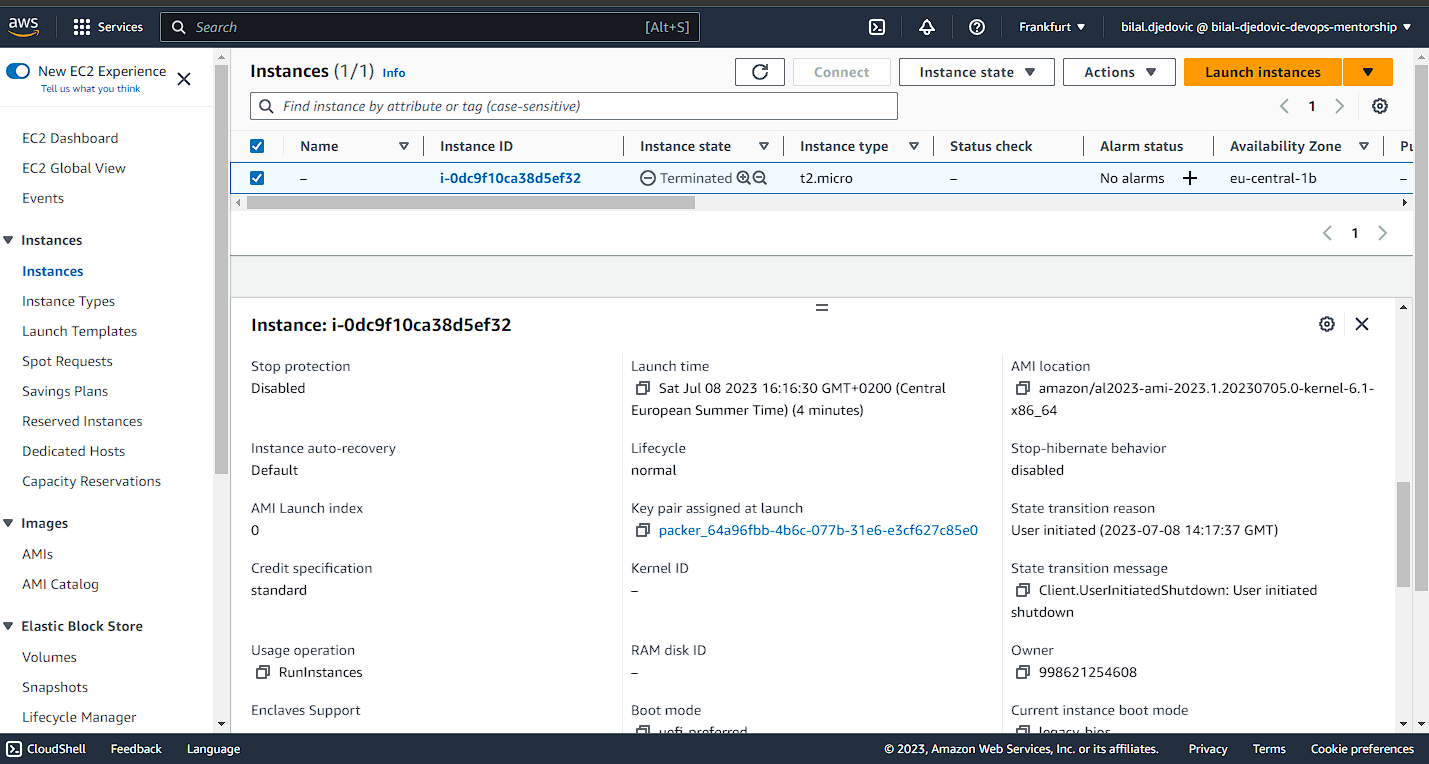 aws
Services
Search
[Alt+S]
Frankfurt
bilal.djedovic @ bilal-djedovic-devops-mentorship
New EC2 Experience
Tell us what you think
EC2 Dashboard
EC2 Global View
Events
Instances
Instances
Instance Types
Launch Templates
Spot Requests
Savings Plans
Reserved Instances
Dedicated Hosts
Capacity Reservations
Images
AMIs
AMI Catalog
Elastic Block Store
Volumes
Snapshots
Lifecycle Manager
Instances (1/1) Info
Connect
Instance state
Actions
Launch instances
Find instance by attribute or tag (case-sensitive)
1
Name Instance ID Instance state Instance type Status check Alarm status Availability Zone Pu
– i-0dc9f10ca38d5ef32 Terminated t2.micro – No alarms + eu-central-1b –
1
Instance: i-0dc9f10ca38d5ef32
Stop protection
Disabled
Launch time
Sat Jul 08 2023 16:16:30 GMT+0200 (Central
European Summer Time) (4 minutes)
AMI location
amazon/al2023-ami-2023.1.20230705.0-kernel-6.1-
x86_64
Instance auto-recovery
Default
Lifecycle
normal
Stop-hibernate behavior
disabled
AMI Launch index
0
Key pair assigned at launch
packer_64a96fbb-4b6c-077b-31e6-e3cf627c85e0
State transition reason
User initiated (2023-07-08 14:17:37 GMT)
Credit specification
standard
Kernel ID
–
State transition message
Client.UserInitiatedShutdown: User initiated
shutdown
Usage operation
RunInstances
RAM disk ID
–
Owner
998621254608
Enclaves Support
Boot mode
uefi-preferred
Current instance boot mode
legacy-bios
CloudShell
Feedback
Language
© 2023, Amazon Web Services, Inc. or its affiliates.
Privacy
Terms
Cookie preferences